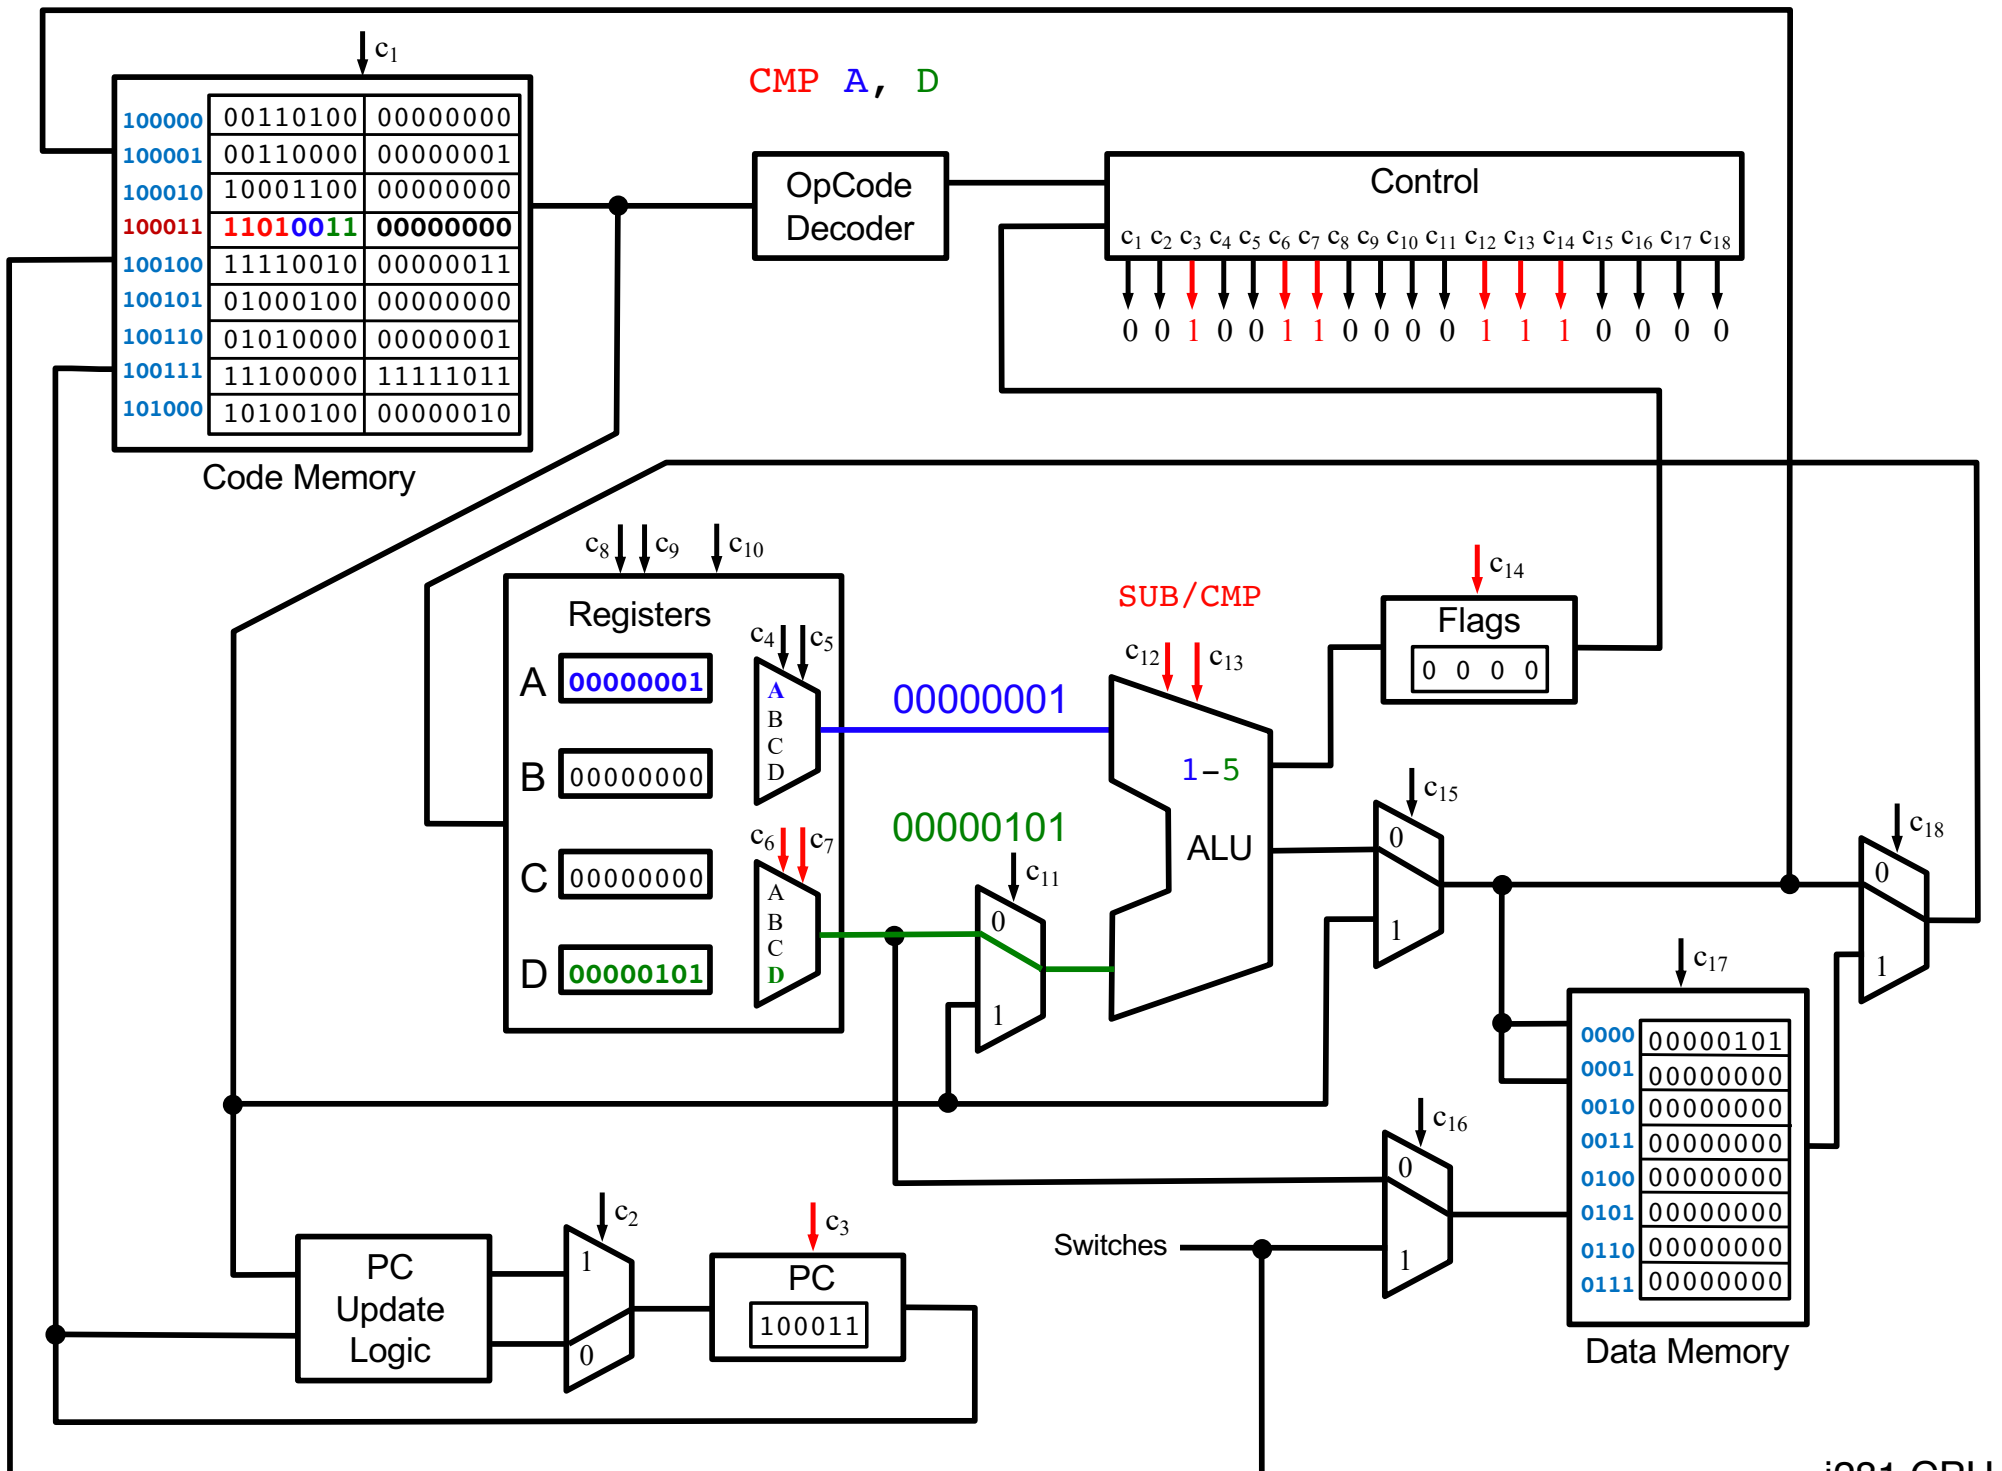 c1
CMP A, D
100000 00110100 00000000
100001 00110000 00000001
100010 10001100 00000000
100011 11010011 00000000
100100 11110010 00000011
100101 01000100 00000000
100110 01010000 00000001
100111 11100000 11111011
101000 10100100 00000010
Code Memory
OpCode
Decoder
Control
c1 c2 c3 c4 c5 c6 c7 c8 c9 c10 c11 c12 c13 c14 c15 c16 c17 c18
0 0 1 0 0 1 1 0 0 0 0 1 1 1 0 0 0 0
c8 c9 c10
Registers
A 00000001
B 00000000
C 00000000
D 00000101
c4 c5
A
B
C
D
c6 c7
A
B
C
D
00000001
00000101
c11
0
1
SUB/CMP
c12 c13
1-5
ALU
c14
Flags
0 0 0 0
c15
0
1
c18
0
1
c17
0000 00000101
0001 00000000
0010 00000000
0011 00000000
0100 00000000
0101 00000000
0110 00000000
0111 00000000
Data Memory
c16
0
1
Switches
PC
Update
Logic
c2
1
0
c3
PC
100011